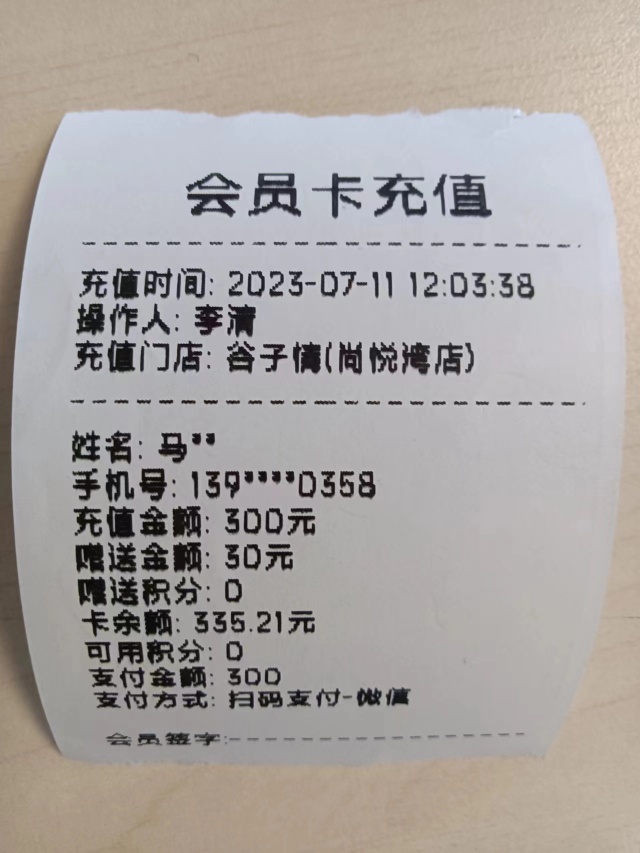 会员卡充值
充值时间: 2023-07-11 12:03:38
操作人: 李清
充值门店: 谷子情(尚悦湾店)
姓名: 马**
手机号: 139****0358
充值金额: 300元
赠送金额: 30元
赠送积分: 0
卡余额: 335.21元
可用积分: 0
支付金额: 300
支付方式: 扫码支付-微信
会员签字: